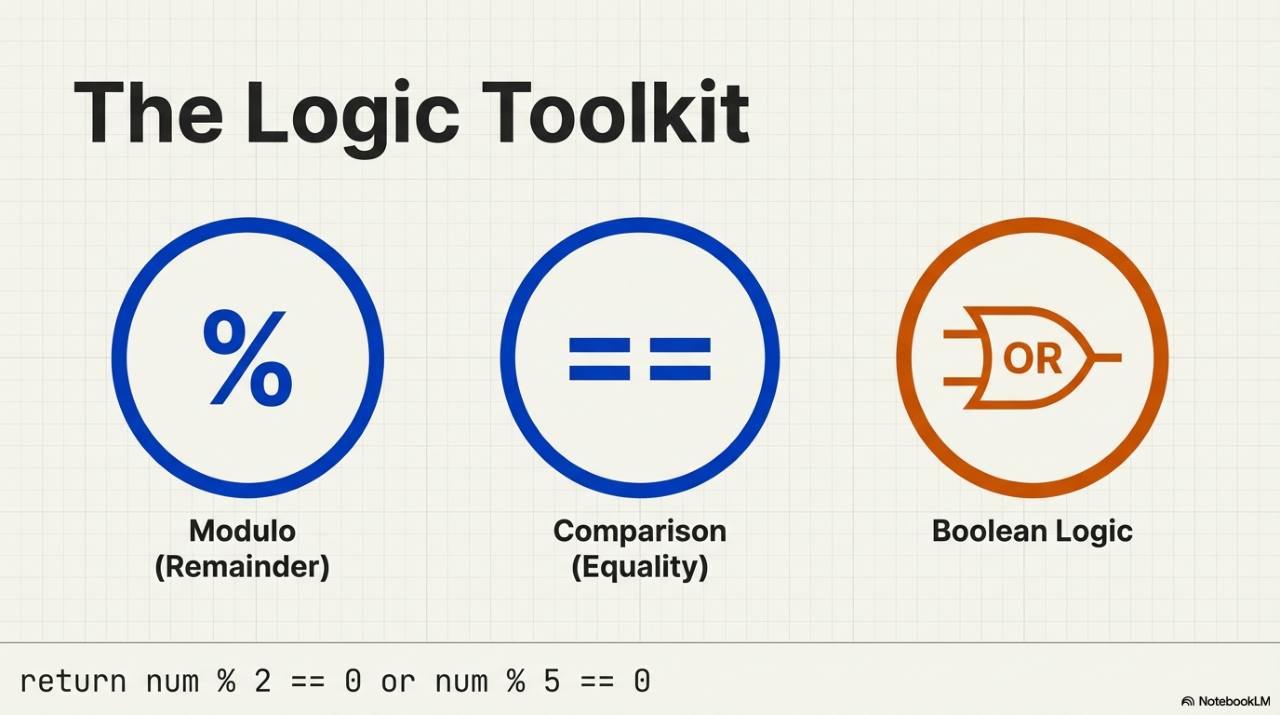 The Logic Toolkit
%
==
OR
Modulo
(Remainder)
Comparison
(Equality)
Boolean Logic
return num % 2 == 0 or num % 5 == 0
NotebookLM